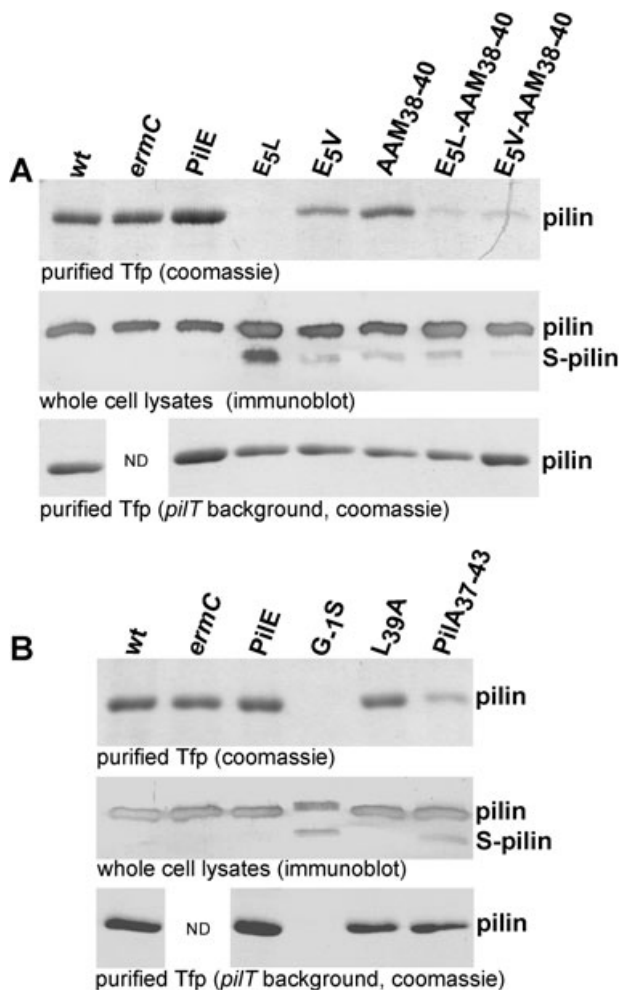 A
wt ermC PilE E5L E5V AAM38-40 E5L-AAM38-40 E5V-AAM38-40
pilin
purified Tfp (coomassie)
pilin
S-pilin
whole cell lysates (immunoblot)
ND pilin
purified Tfp (pilT background, coomassie)
B
wt ermC PilE G-1S L39A PilA37-43
pilin
purified Tfp (coomassie)
pilin
S-pilin
whole cell lysates (immunoblot)
ND pilin
purified Tfp (pilT background, coomassie)